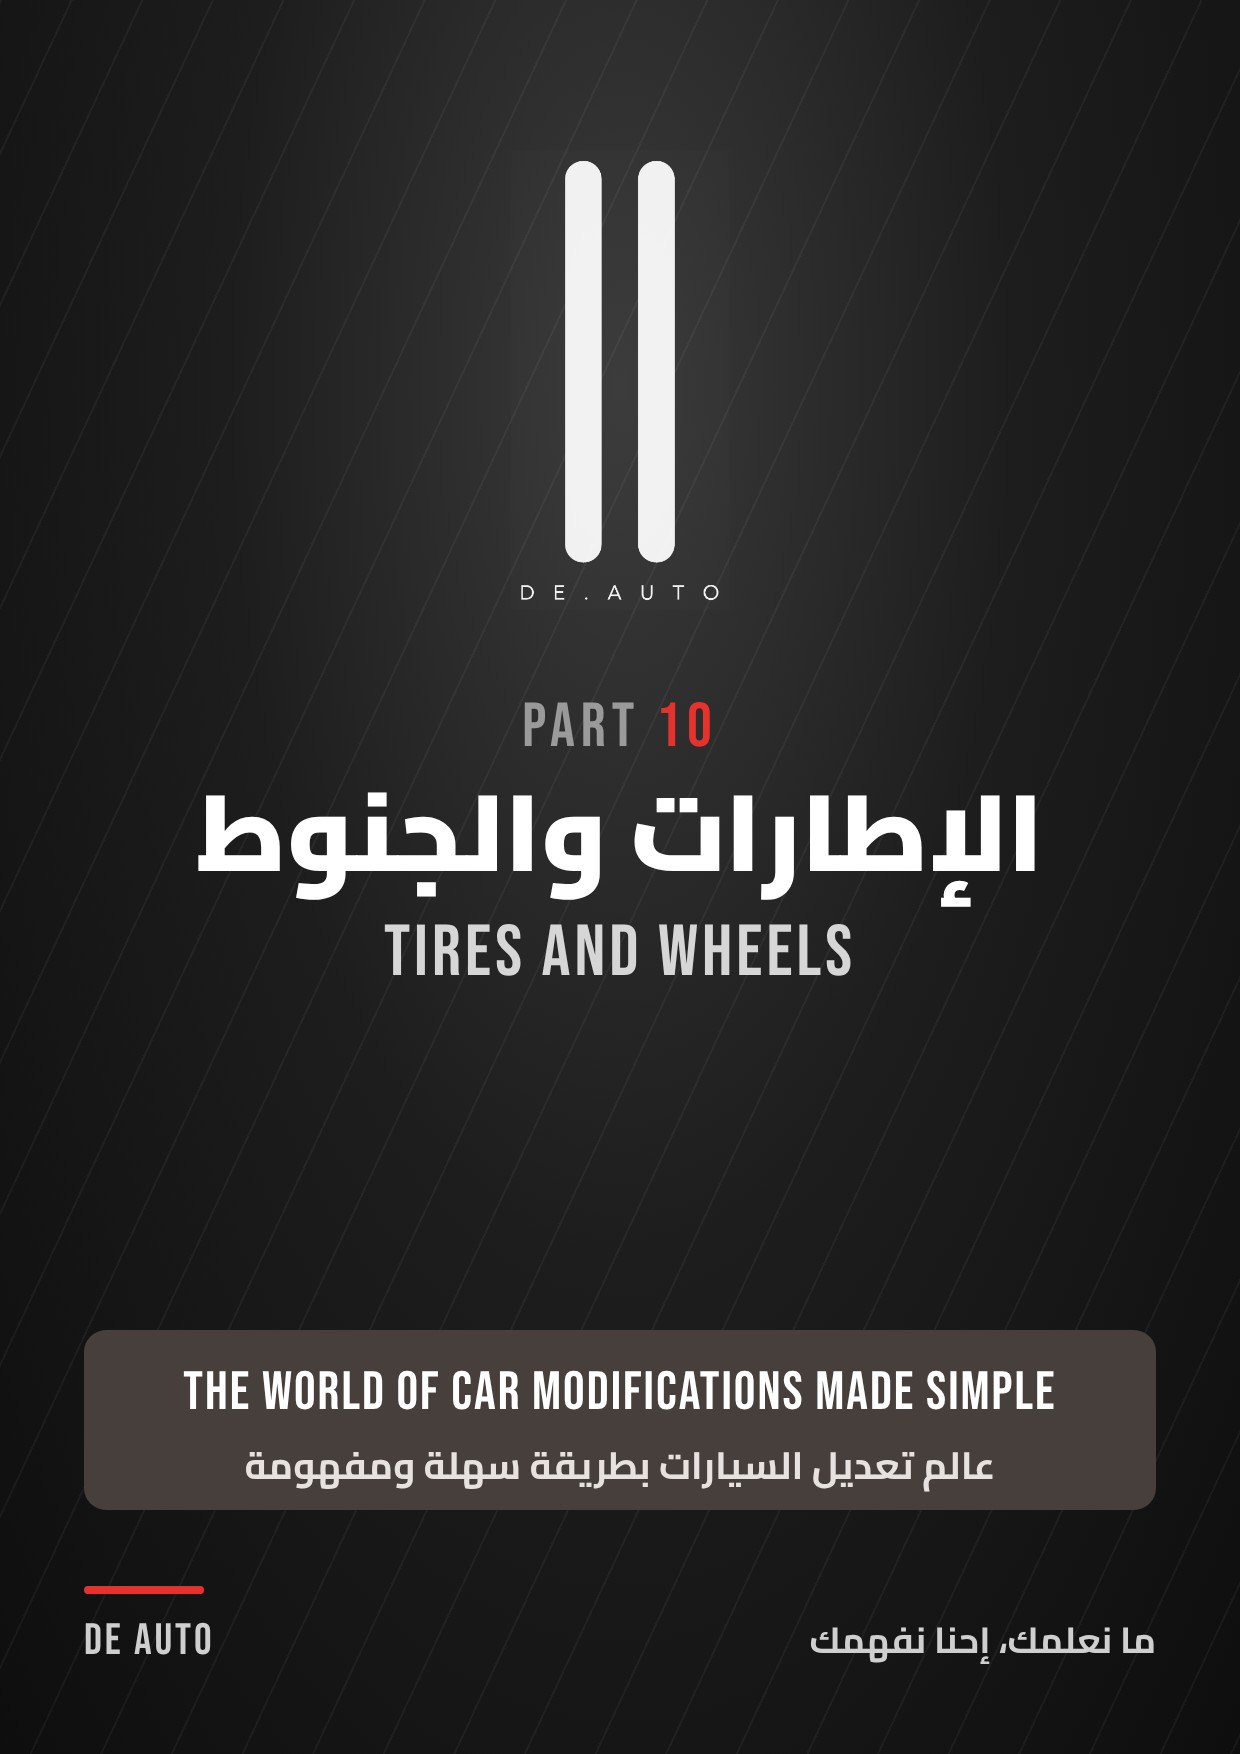 DE.AUTO
PART 10
الإطارات والجنوط
TIRES AND WHEELS
THE WORLD OF CAR MODIFICATIONS MADE SIMPLE
عالم تعديل السيارات بطريقة سهلة ومفهومة
DE AUTO
ما نعلمك، إحنا نفهمك